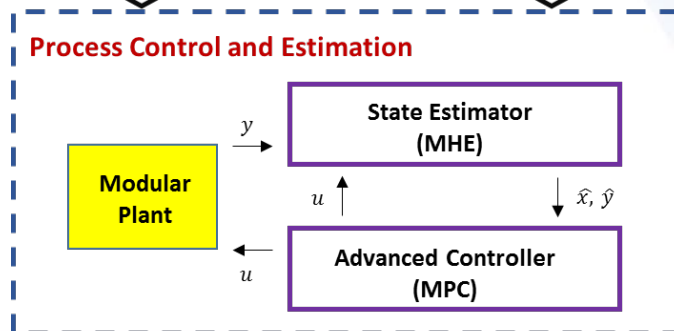 Process Control and Estimation
State Estimator
(MHE)
y
Modular
Plant
u
x̂, ŷ
Advanced Controller
(MPC)
u